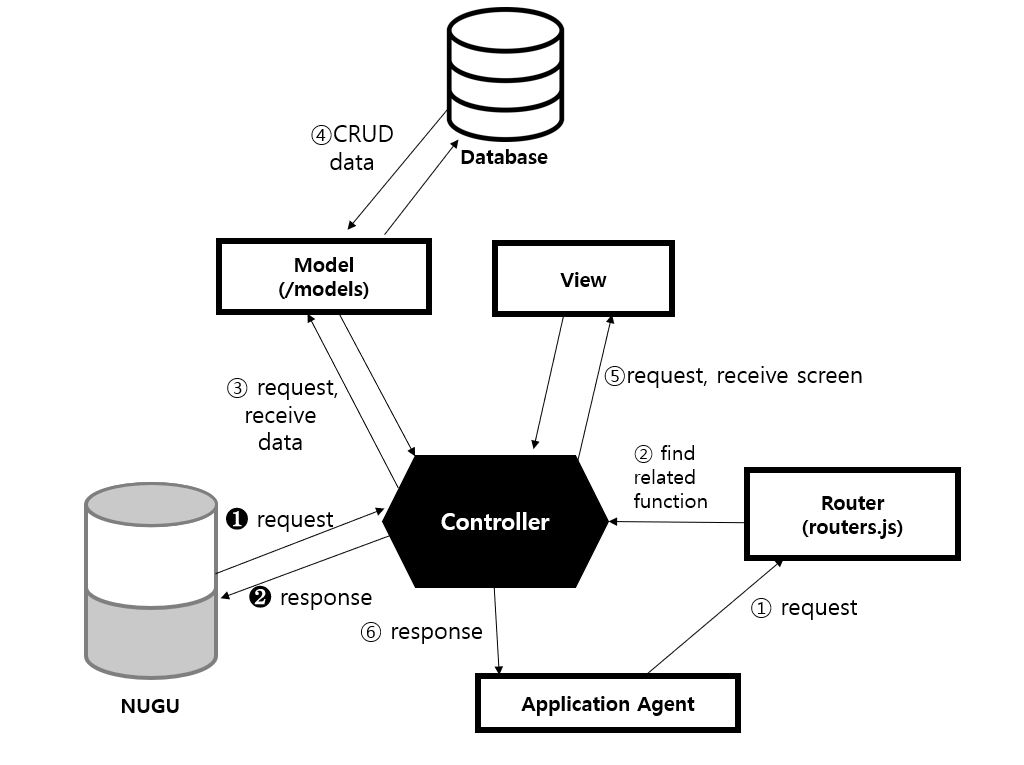 ④CRUD
data
Database
Model
(/models)
View
③ request,
receive
data
⑤request, receive screen
② find
related
function
Router
(routers.js)
Controller
❶ request
❷ response
① request
⑥ response
NUGU
Application Agent